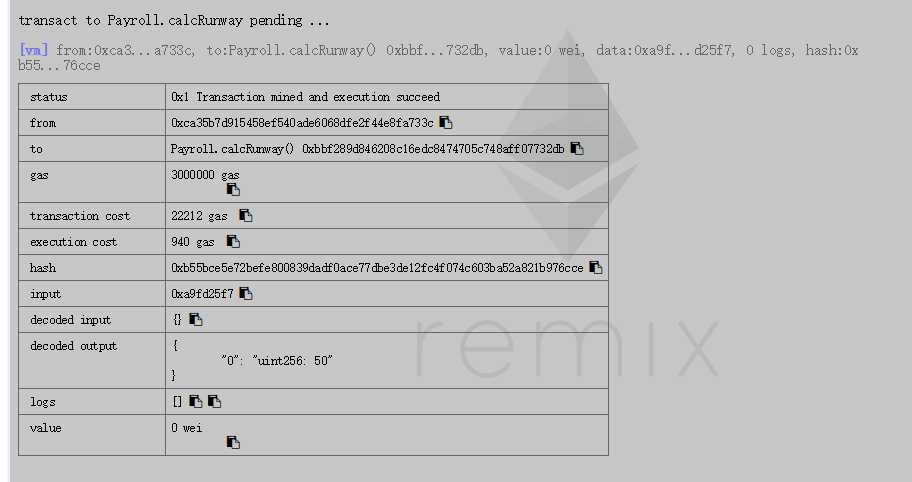 transact to Payroll.calcRunway pending ...
[vm] from:0xca3...a733c, to:Payroll.calcRunway() 0xbbf...732db, value:0 wei, data:0xa9f...d25f7, 0 logs, hash:0x
b55...76cce
status 0x1 Transaction mined and execution succeed
from 0xca35b7d915458ef540ade6068dfe2f44e8fa733c
to Payroll.calcRunway() 0xbbf289d846208c16edc8474705c748aff07732db
gas 3000000 gas
transaction cost 22212 gas
execution cost 940 gas
hash 0xb55bce5e72befe800839dadf0ace77dbe3de12fc4f074c603ba52a821b976cce
input 0xa9fd25f7
decoded input {}
decoded output {
"0": "uint256: 50"
}
logs []
value 0 wei
remix